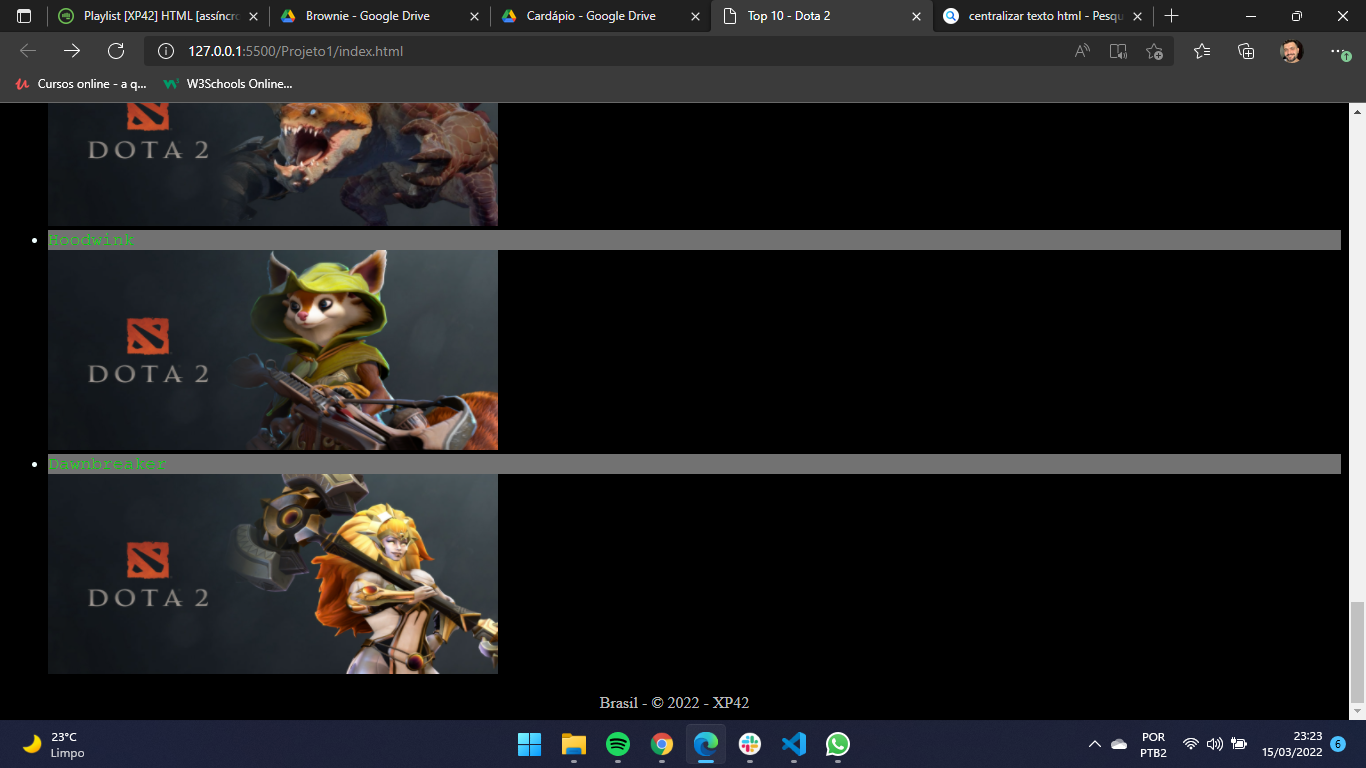 Playlist [XP42] HTML [assíncro
Brownie - Google Drive
Cardápio - Google Drive
Top 10 - Dota 2
centralizar texto html - Pesqu
127.0.0.1:5500/Projeto1/index.html
Cursos online - a q...
W3Schools Online...
DOTA 2
Hoodwink
DOTA 2
Dawnbreaker
DOTA 2
Brasil - © 2022 - XP42
23°C
Limpo
POR
PTB2
23:23
15/03/2022
6